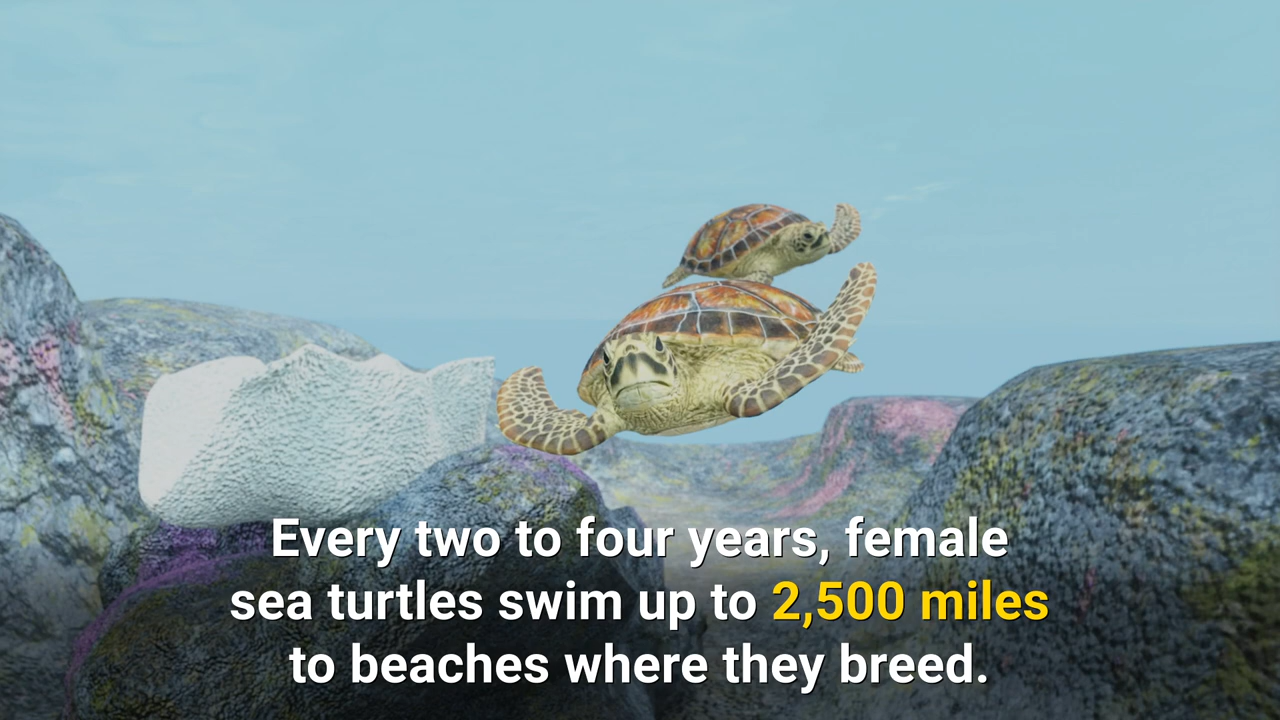 Every two to four years, female
sea turtles swim up to 2,500 miles
to beaches where they breed.